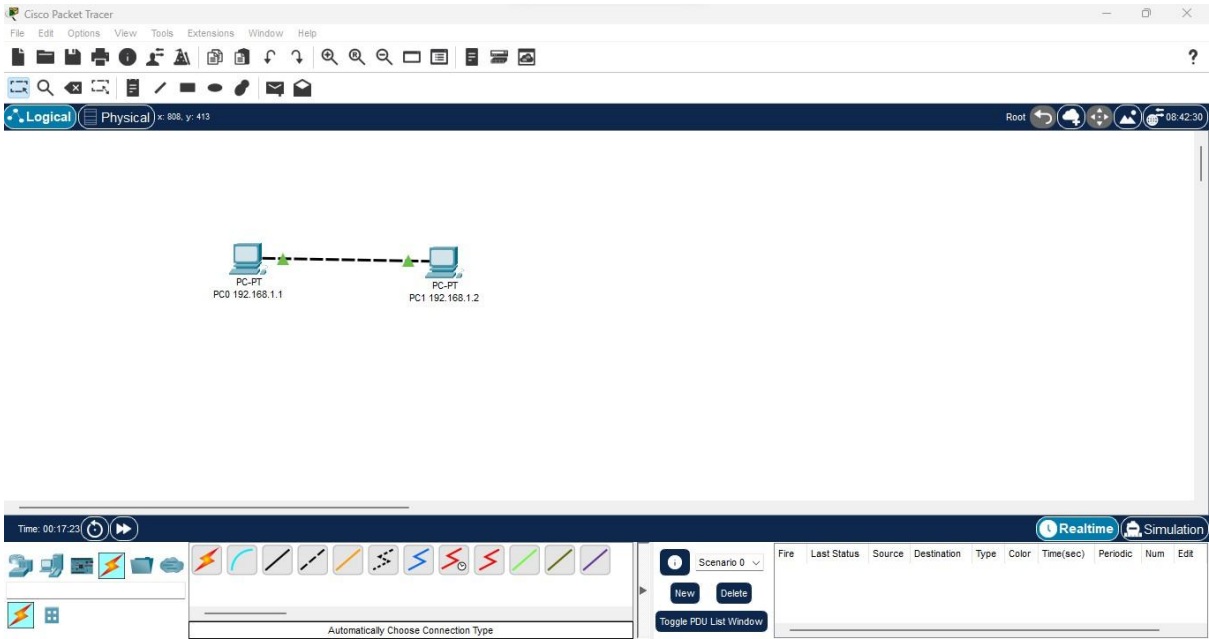 Cisco Packet Tracer
File Edit Options View Tools Extensions Window Help
?
Logical Physical x: 808, y: 413 Root 08:42:30
PC-PT
PC0 192.168.1.1
PC-PT
PC1 192.168.1.2
Time: 00:17:23 Realtime Simulation
Scenario 0
New Delete
Toggle PDU List Window
Fire Last Status Source Destination Type Color Time(sec) Periodic Num Edit
Automatically Choose Connection Type